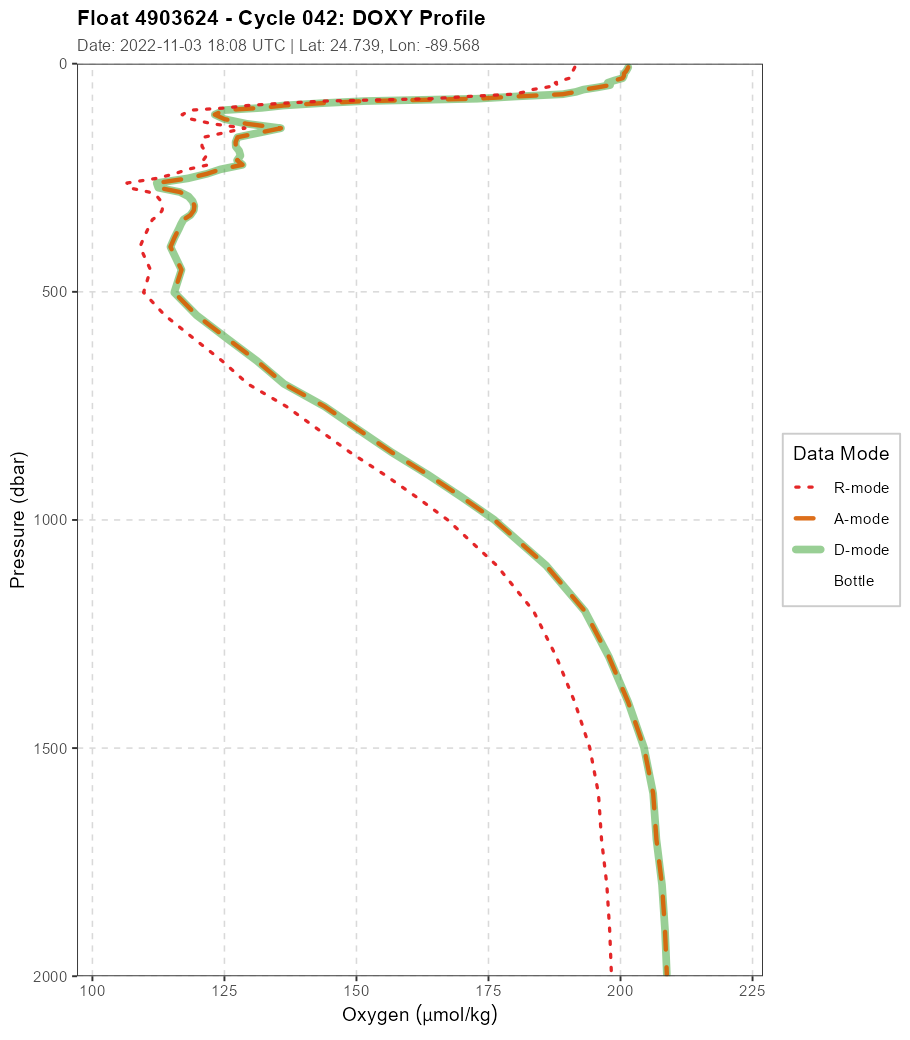 Float 4903624 - Cycle 042: DOXY Profile
Date: 2022-11-03 18:08 UTC | Lat: 24.739, Lon: -89.568
0
500
1000
1500
2000
Pressure (dbar)
100 125 150 175 200 225
Oxygen (μmol/kg)
Data Mode
R-mode
A-mode
D-mode
Bottle